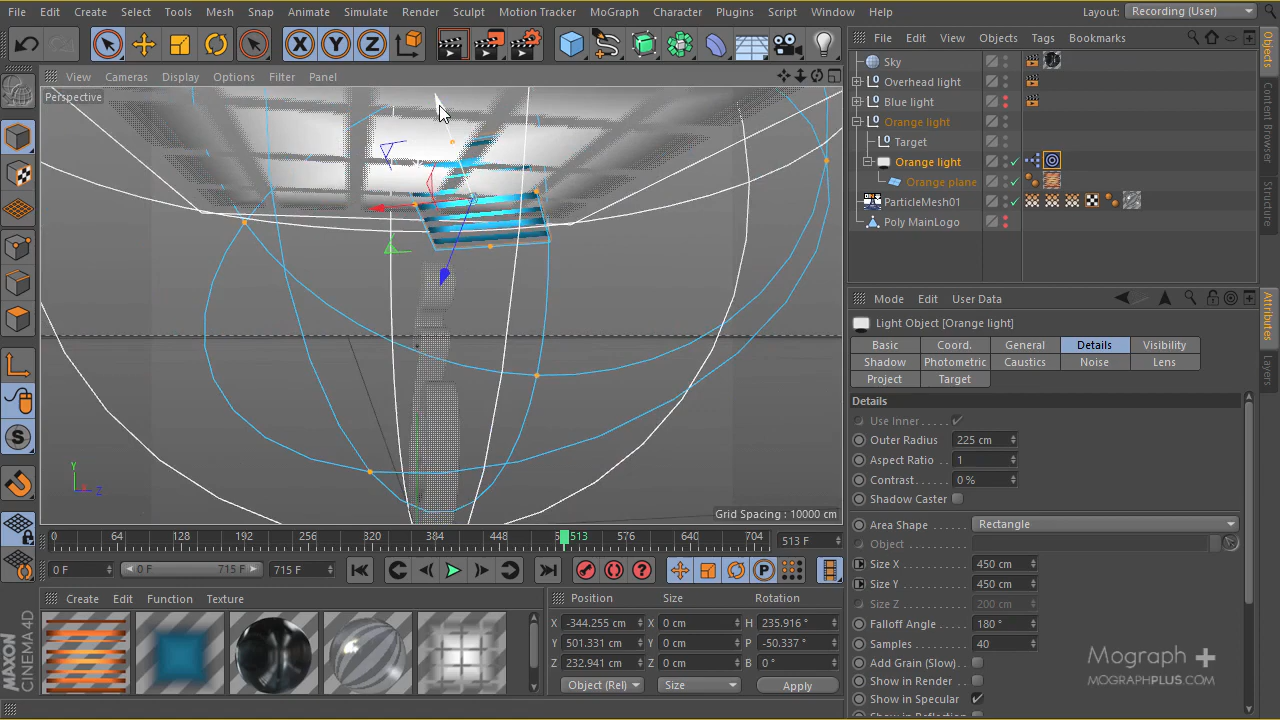 File Edit Create Select Tools Mesh Snap Animate Simulate Render Sculpt Motion Tracker MoGraph Character Plugins Script Window Help Layout: Recording (User)
View Cameras Display Options Filter Panel
Perspective
Grid Spacing : 10000 cm
0 64 128 192 256 320 384 448 513 576 640 704 513 F
0 F 0 F 715 F 715 F
Create Edit Function Texture
MAXON
CINEMA 4D
Position Size Rotation
X -344.255 cm X 0 cm H 235.916 °
Y 501.331 cm Y 0 cm P -50.337 °
Z 232.941 cm Z 0 cm B 0 °
Object (Rel) Size Apply
File Edit View Objects Tags Bookmarks
Sky
Overhead light
Blue light
Orange light
Target
Orange light
Orange plane
ParticleMesh01
Poly MainLogo
Objects
Content Browser
Structure
Mode Edit User Data
Light Object [Orange light]
Basic Coord. General Details Visibility
Shadow Photometric Caustics Noise Lens
Project Target
Details
Use Inner
Outer Radius 225 cm
Aspect Ratio 1
Contrast 0 %
Shadow Caster
Area Shape Rectangle
Object
Size X 450 cm
Size Y 450 cm
Size Z 200 cm
Falloff Angle 180 °
Samples 40
Add Grain (Slow)
Show in Render
Show in Specular
Attributes
Layers
Mograph +
MOGRAPHPLUS.COM